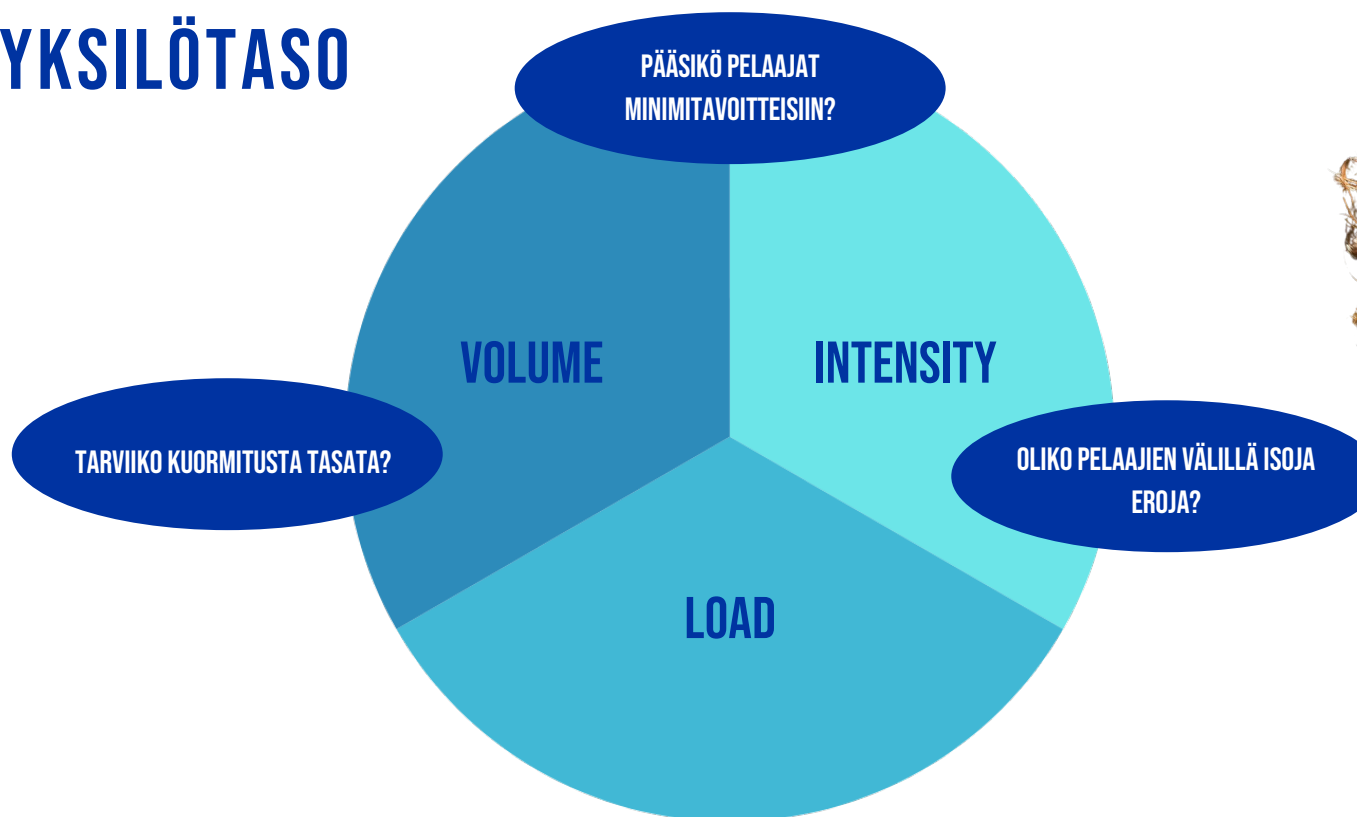 YKSILÖTASO
PÄÄSIKÖ PELAAJAT
MINIMITAVOITTEISIIN?
VOLUME
INTENSITY
TARVIIKO KUORMITUSTA TASATA?
OLIKO PELAAJIEN VÄLILLÄ ISOJA
EROJA?
LOAD